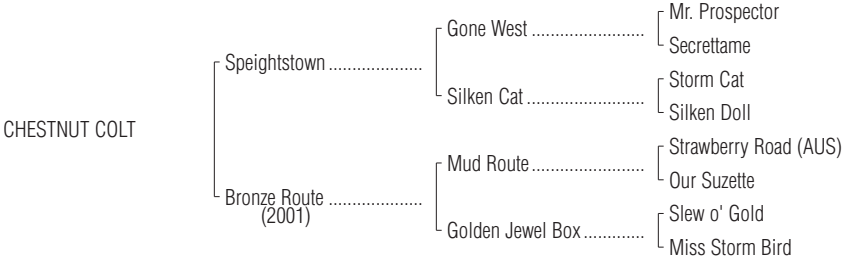 Mr. Prospector
Gone West ........................
Secrettame
Speightstown ....................
Storm Cat
Silken Cat .........................
Silken Doll
CHESTNUT COLT
Strawberry Road (AUS)
Mud Route ........................
Our Suzette
Bronze Route ....................
(2001)
Slew o' Gold
Golden Jewel Box .............
Miss Storm Bird